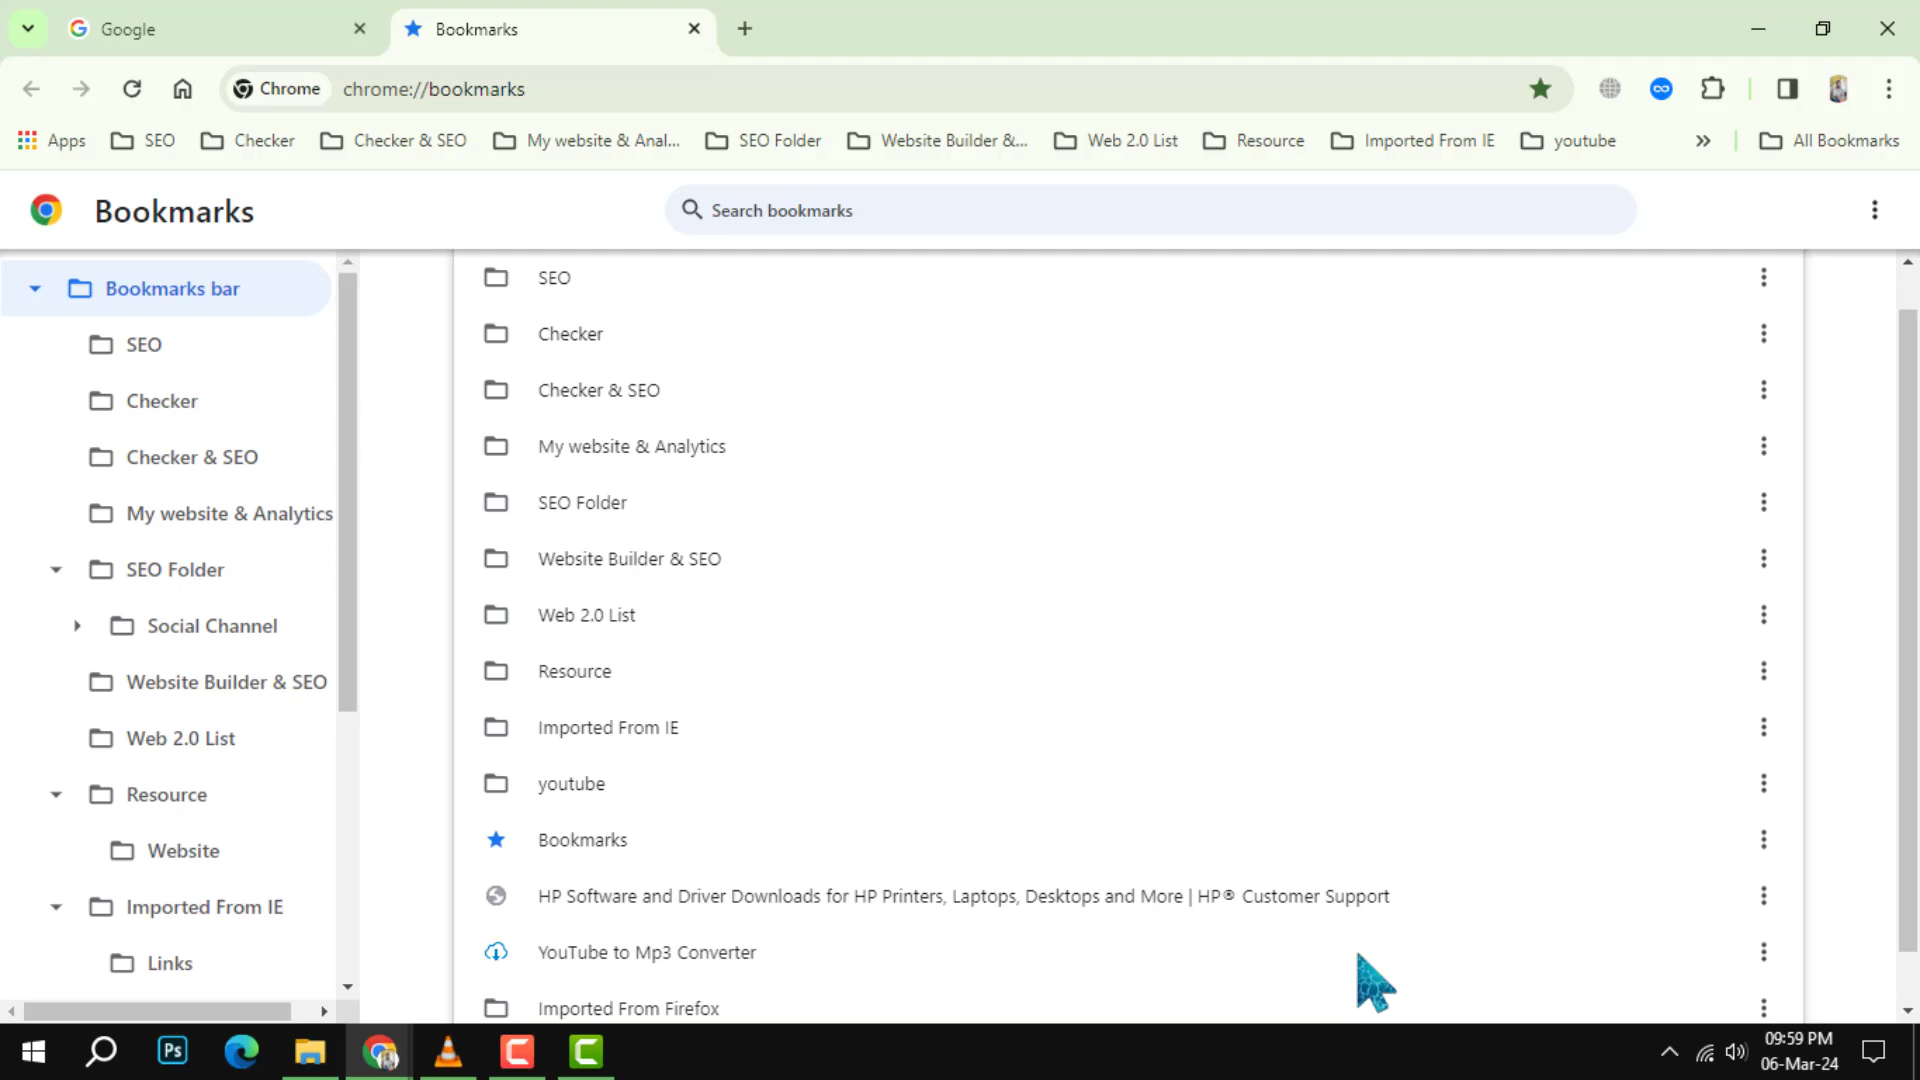 Google
Bookmarks
Chrome
chrome://bookmarks
Apps
SEO
Checker
Checker & SEO
My website & Anal...
SEO Folder
Website Builder &...
Web 2.0 List
Resource
Imported From IE
youtube
All Bookmarks
Bookmarks
Search bookmarks
Bookmarks bar
SEO
Checker
Checker & SEO
My website & Analytics
SEO Folder
Social Channel
Website Builder & SEO
Web 2.0 List
Resource
Website
Imported From IE
Links
SEO
Checker
Checker & SEO
My website & Analytics
SEO Folder
Website Builder & SEO
Web 2.0 List
Resource
Imported From IE
youtube
Bookmarks
HP Software and Driver Downloads for HP Printers, Laptops, Desktops and More | HP® Customer Support
YouTube to Mp3 Converter
Imported From Firefox
Ps
09:59 PM
06-Mar-24